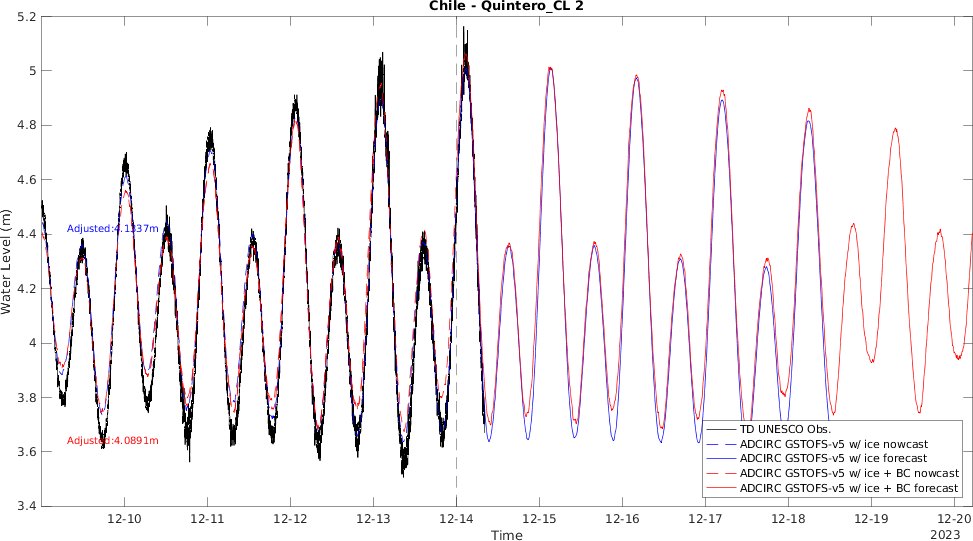 Chile - Quintero_CL 2
5.2
5
4.8
4.6
4.4
4.2
4
3.8
3.6
3.4
Water Level (m)
Adjusted:4.1337m
Adjusted:4.0891m
TD UNESCO Obs.
ADCIRC GSTOFS-v5 w/ ice nowcast
ADCIRC GSTOFS-v5 w/ ice forecast
ADCIRC GSTOFS-v5 w/ ice + BC nowcast
ADCIRC GSTOFS-v5 w/ ice + BC forecast
12-10 12-11 12-12 12-13 12-14 12-15 12-16 12-17 12-18 12-19 12-20
2023
Time